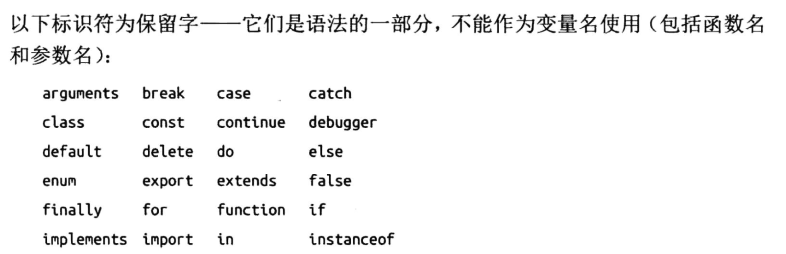 以下标识符为保留字——它们是语法的一部分，不能作为变量名使用（包括函数名
和参数名）：
arguments break case catch
class const continue debugger
default delete do else
enum export extends false
finally for function if
implements import in instanceof